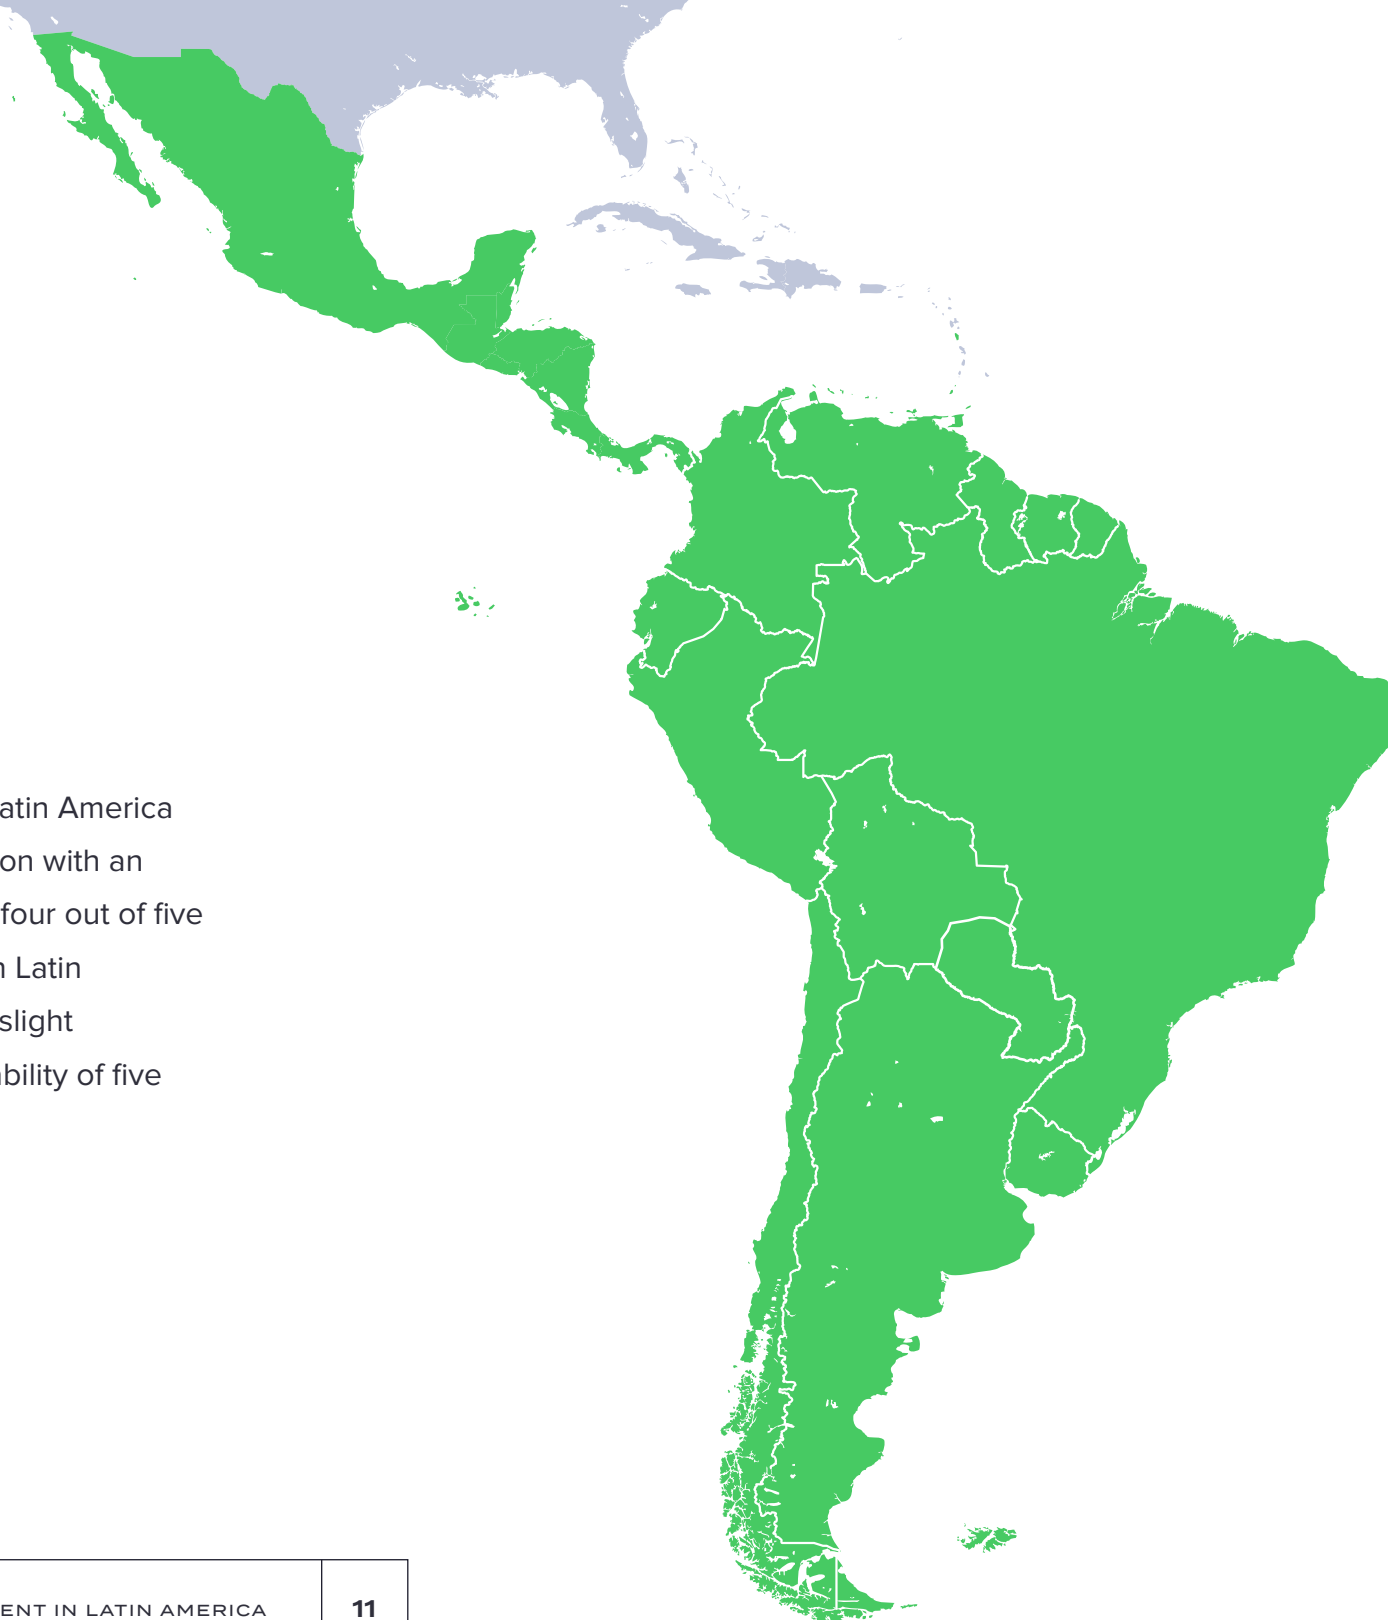 atin America
on with an
four out of five
n Latin
slight
bility of five
ENT IN LATIN AMERICA
11